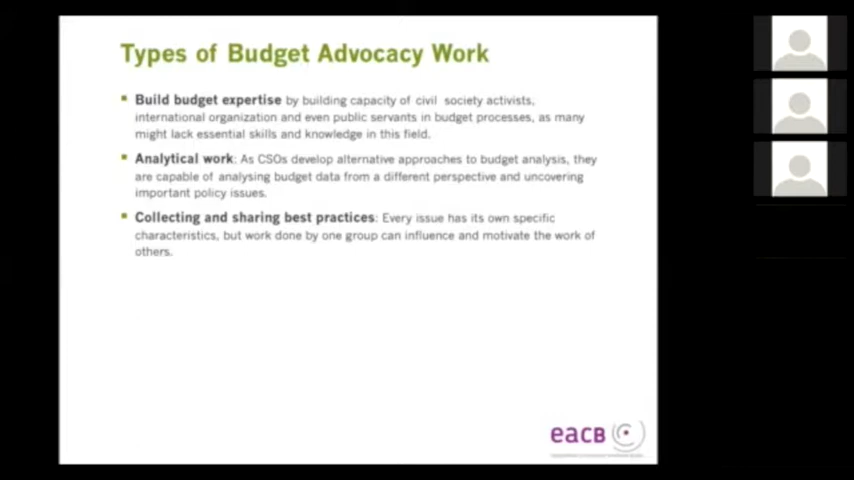 Types of Budget Advocacy Work
Build budget expertise by building capacity of civil society activists,
international organization and even public servants in budget processes, as many
might lack essential skills and knowledge in this field.
Analytical work: As CSOs develop alternative approaches to budget analysis, they
are capable of analysing budget data from a different perspective and uncovering
important policy issues.
Collecting and sharing best practices: Every issue has its own specific
characteristics, but work done by one group can influence and motivate the work of
others.
eacB